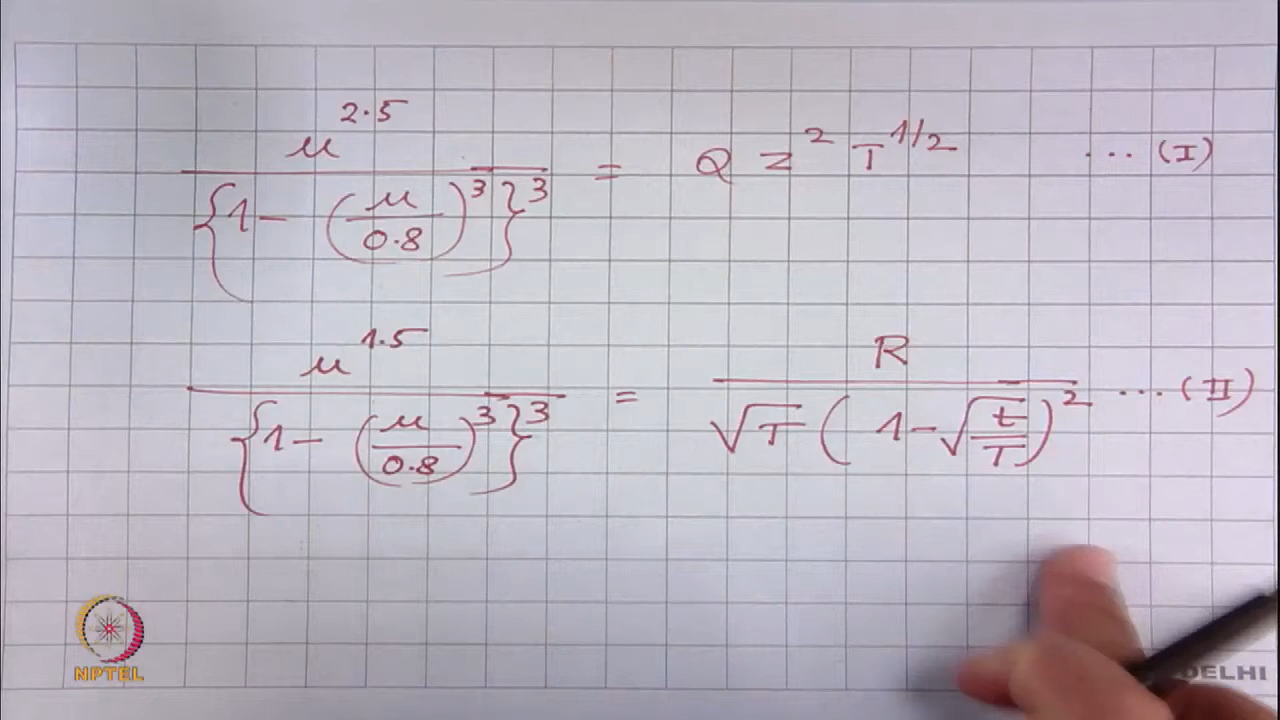 μ^2.5 / {1 - (μ/0.8)^3}^3 = Q Z^2 T^1/2 ... (I)
μ^1.5 / {1 - (μ/0.8)^3}^3 = R / √T (1 - √(t/T))^2 ... (II)
NPTEL
DELHI